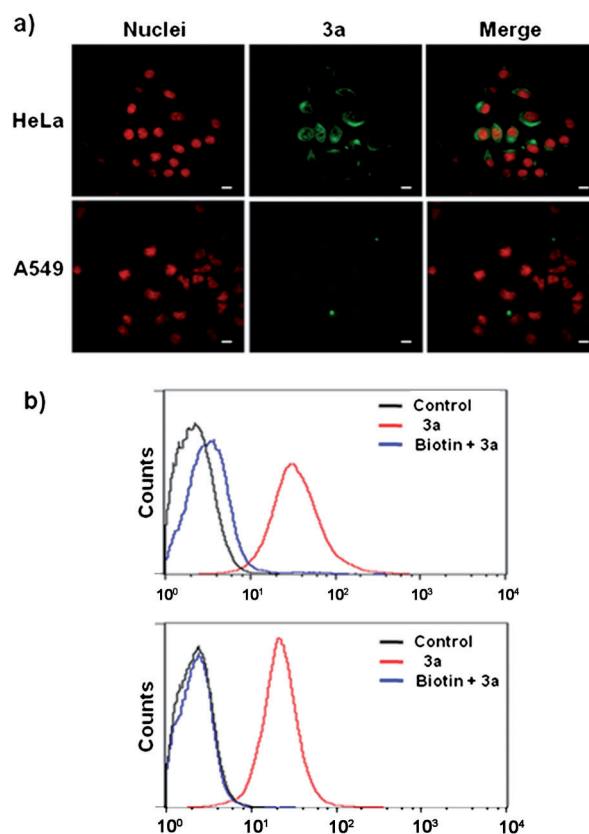 a)
Nuclei 3a Merge
HeLa
A549
b)
Control
3a
Biotin + 3a
Counts
10⁰ 10¹ 10² 10³ 10⁴
Control
3a
Biotin + 3a
Counts
10⁰ 10¹ 10² 10³ 10⁴